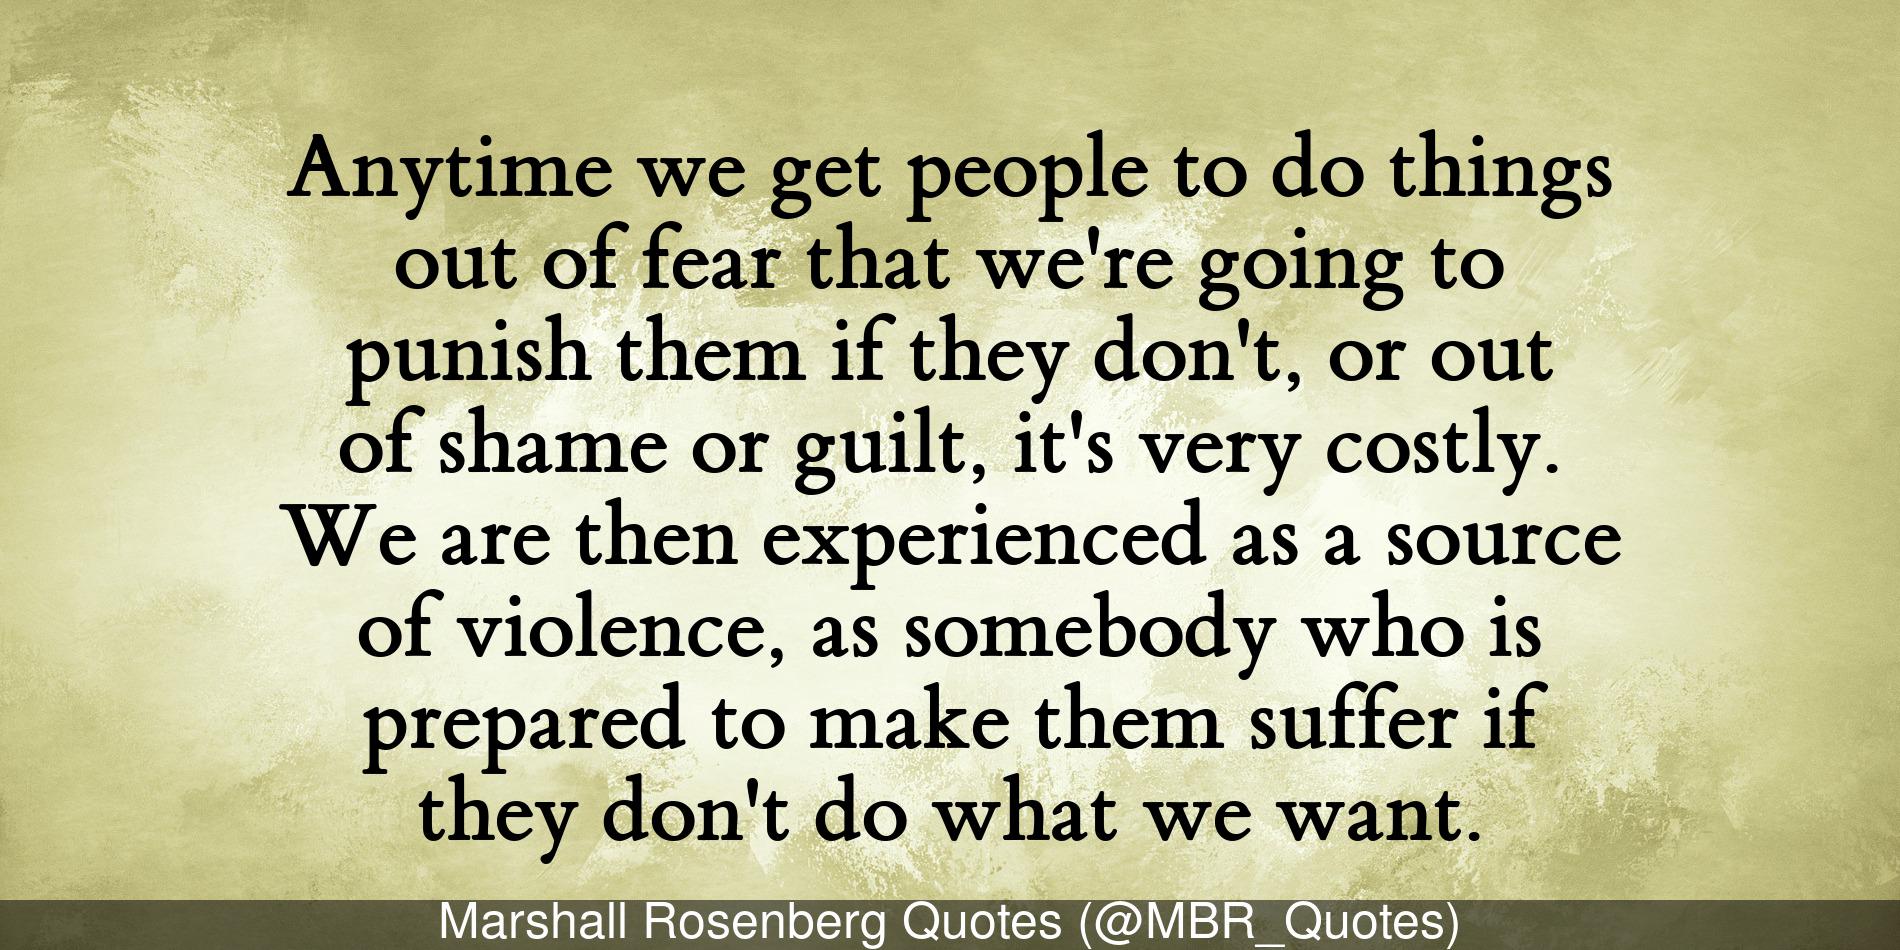 Anytime we get people to do things
out of fear that we're going to
punish them if they don't, or out
of shame or guilt, it's very costly.
We are then experienced as a source
of violence, as somebody who is
prepared to make them suffer if
they don't do what we want.
Marshall Rosenberg Quotes (@MBR_Quotes)